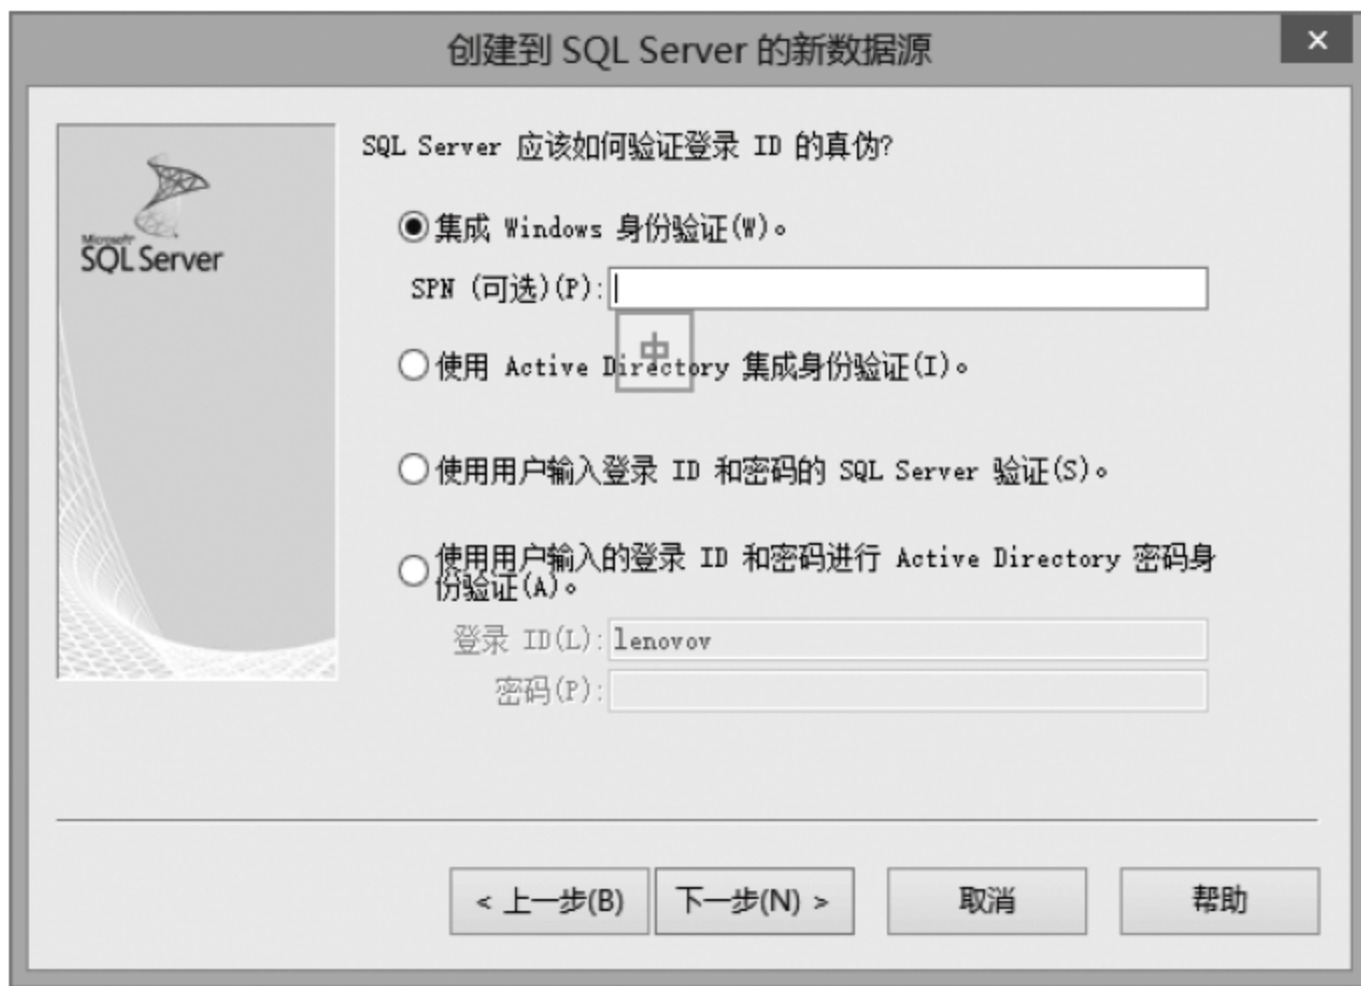 创建到 SQL Server 的新数据源
×
Microsoft
SQL Server
SQL Server 应该如何验证登录 ID 的真伪?
集成 Windows 身份验证(W)。
SPN (可选)(P):
中
使用 Active Directory 集成身份验证(I)。
使用用户输入登录 ID 和密码的 SQL Server 验证(S)。
使用用户输入的登录 ID 和密码进行 Active Directory 密码身
份验证(A)。
登录 ID(L): lenovov
密码(P):
< 上一步(B) 下一步(N) > 取消 帮助